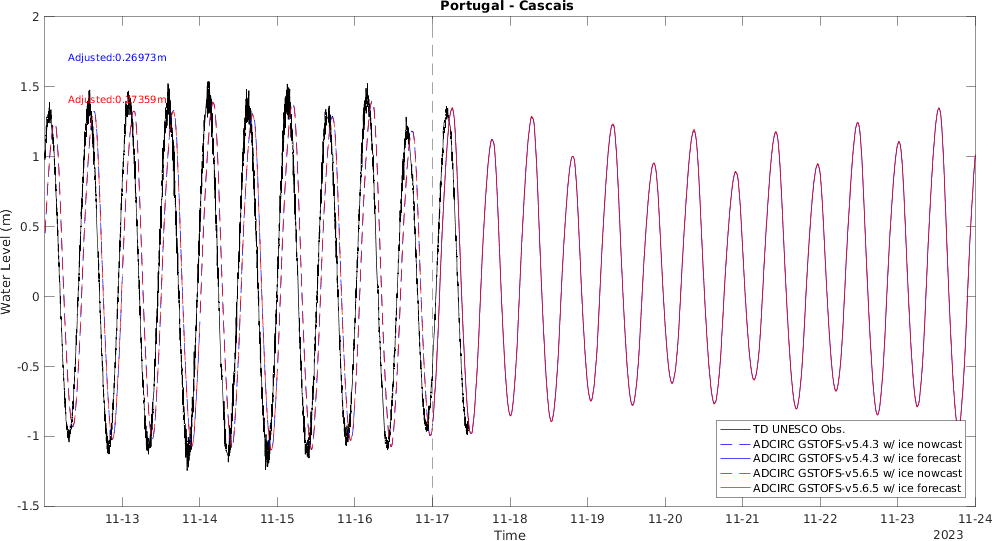 Portugal - Cascais
Adjusted:0.26973m
Adjusted:0.27359m
Water Level (m)
2
1.5
1
0.5
0
-0.5
-1
-1.5
11-13
11-14
11-15
11-16
11-17
11-18
11-19
11-20
11-21
11-22
11-23
11-24
Time
2023
TD UNESCO Obs.
ADCIRC GSTOFS-v5.4.3 w/ ice nowcast
ADCIRC GSTOFS-v5.4.3 w/ ice forecast
ADCIRC GSTOFS-v5.6.5 w/ ice nowcast
ADCIRC GSTOFS-v5.6.5 w/ ice forecast